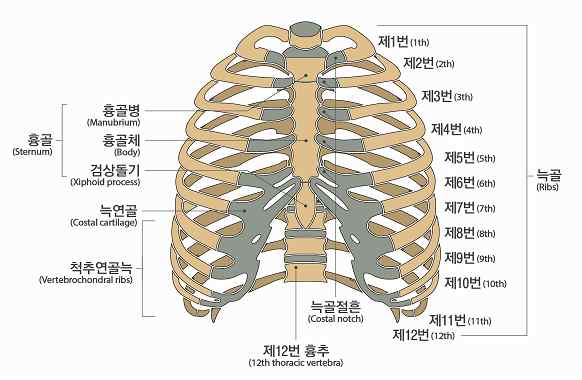 흉골
(Sternum)
흉골병
(Manubrium)
흉골체
(Body)
검상돌기
(Xiphoid process)
늑연골
(Costal cartilage)
척추연골늑
(Vertebrochondral ribs)
제12번 흉추
(12th thoracic vertebra)
늑골절흔
(Costal notch)
제1번 (1th)
제2번 (2th)
제3번 (3th)
제4번 (4th)
제5번 (5th)
제6번 (6th)
제7번 (7th)
제8번 (8th)
제9번 (9th)
제10번 (10th)
제11번 (11th)
제12번 (12th)
늑골
(Ribs)